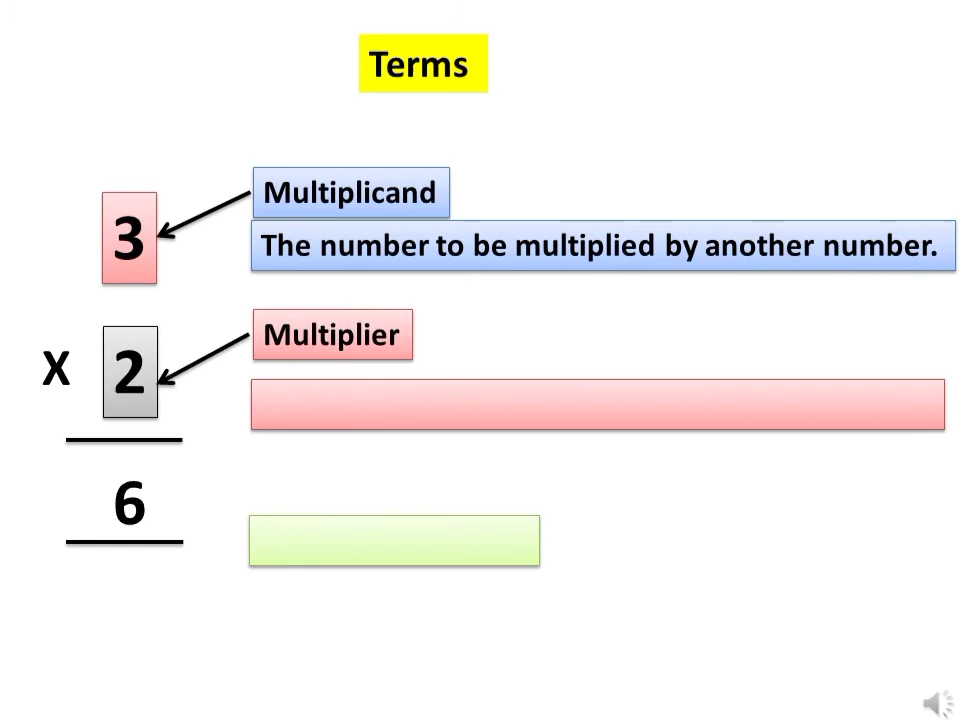 Terms
3
Multiplicand
The number to be multiplied by another number.
Multiplier
X 2
6